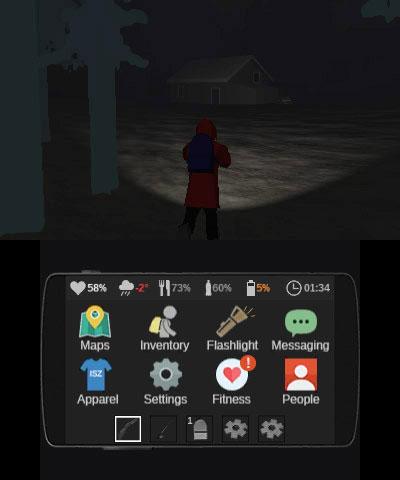 58% -2° 73% 60% 5% 01:34
Maps Inventory Flashlight Messaging
ISZ !
Apparel Settings Fitness People
1